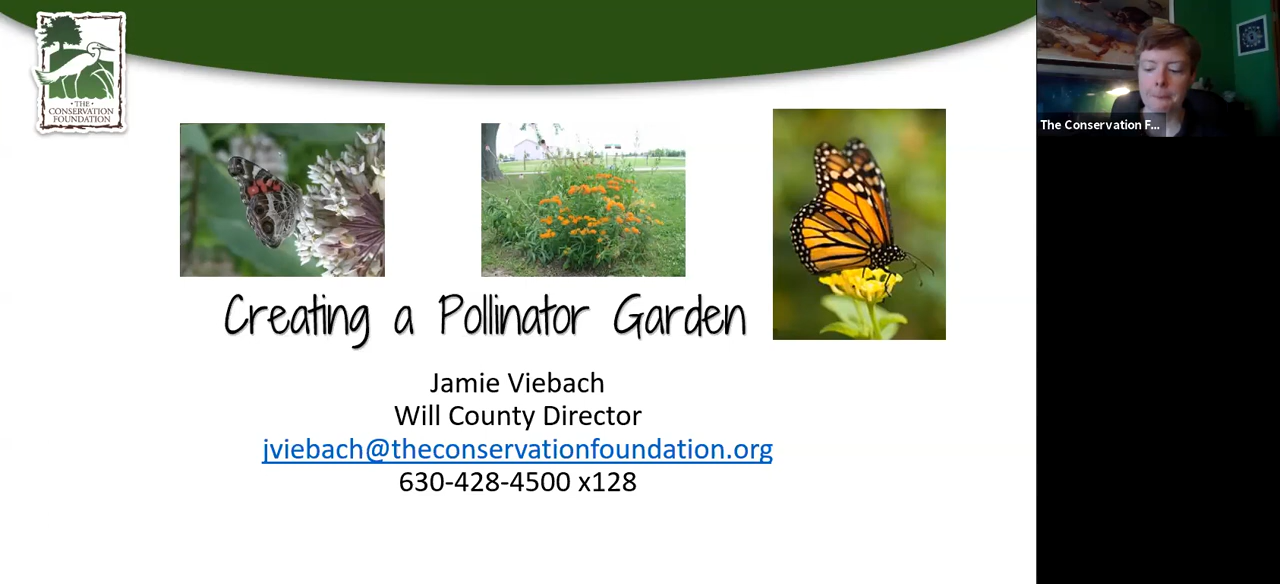 • THE •
CONSERVATION
FOUNDATION
The Conservation F...
Creating a Pollinator Garden
Jamie Viebach
Will County Director
jviebach@theconservationfoundation.org
630-428-4500 x128